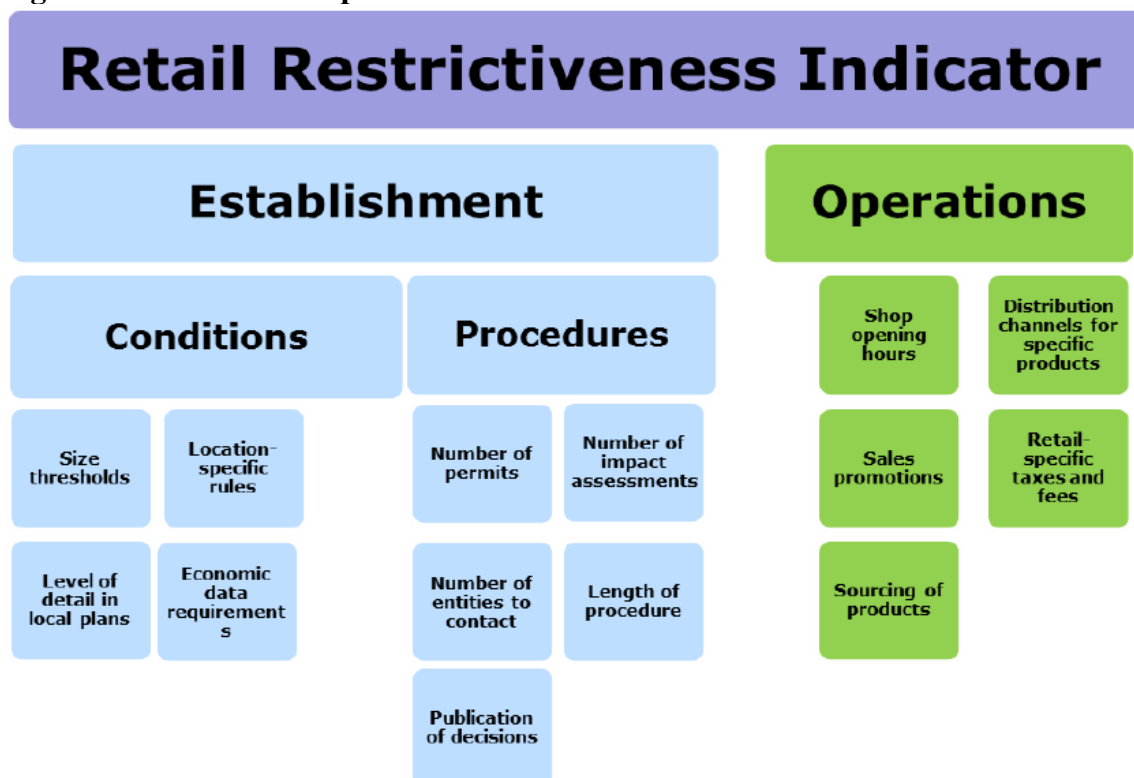 Retail Restrictiveness Indicator
Establishment
Operations
Conditions
Procedures
Shop
opening
hours
Distribution
channels for
specific
products
Size
thresholds
Location-
specific
rules
Number of
permits
Number of
impact
assessments
Sales
promotions
Retail-
specific
taxes and
fees
Level of
detail in
local plans
Economic
data
requirement
s
Number of
entities to
contact
Length of
procedure
Sourcing of
products
Publication
of decisions